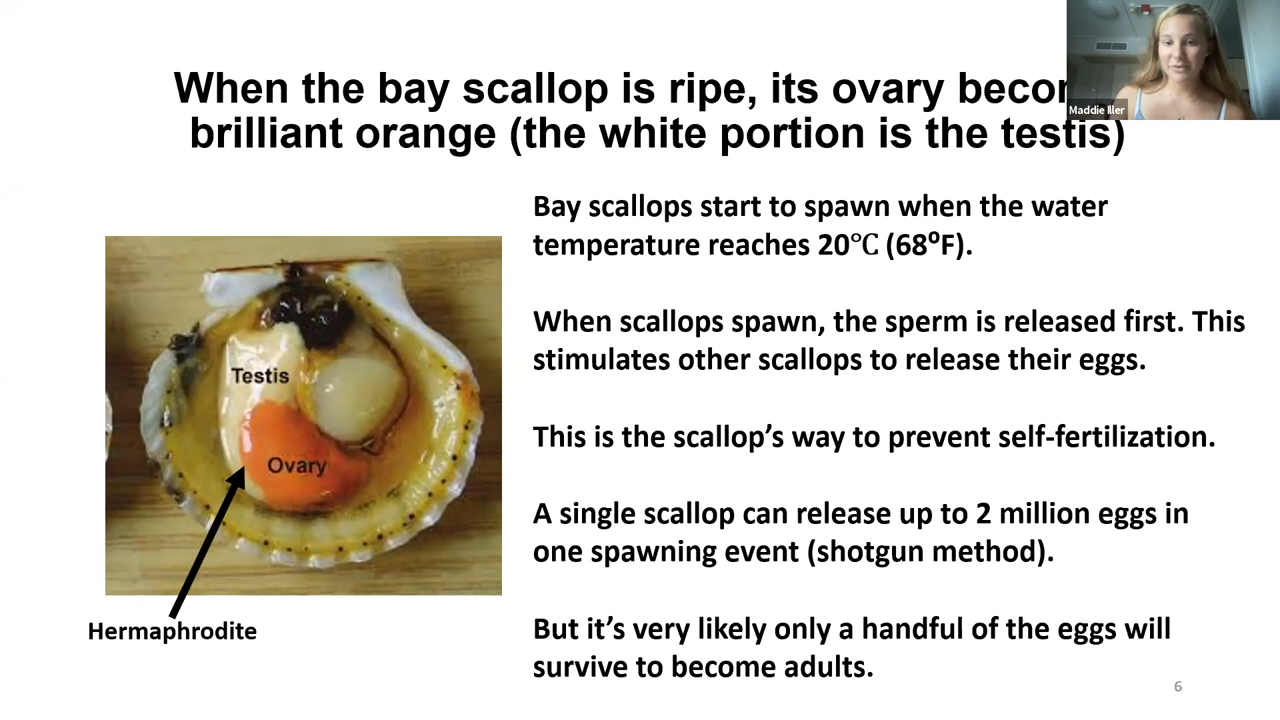 When the bay scallop is ripe, its ovary becom
brilliant orange (the white portion is the testis)
Maddie Iller
Bay scallops start to spawn when the water
temperature reaches 20℃ (68⁰F).
When scallops spawn, the sperm is released first. This
stimulates other scallops to release their eggs.
This is the scallop’s way to prevent self-fertilization.
A single scallop can release up to 2 million eggs in
one spawning event (shotgun method).
But it’s very likely only a handful of the eggs will
survive to become adults.
Testis
Ovary
Hermaphrodite
6